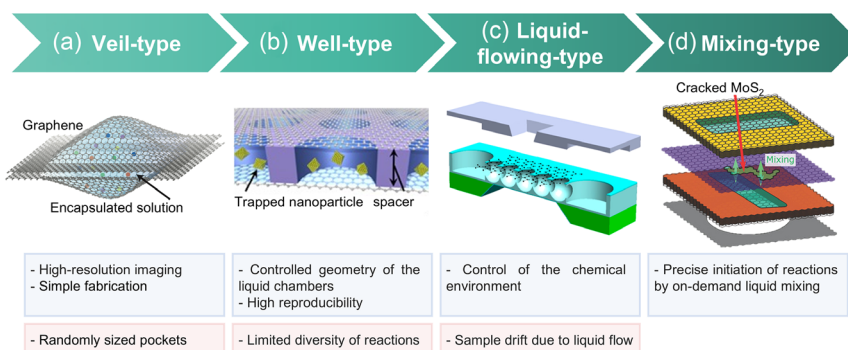 (a) Veil-type
(b) Well-type
(c) Liquid-
flowing-type
(d) Mixing-type
Graphene
Encapsulated solution
Trapped nanoparticle
spacer
Cracked MoS₂
Mixing
- High-resolution imaging
- Simple fabrication
- Controlled geometry of the
liquid chambers
- High reproducibility
- Control of the chemical
environment
- Precise initiation of reactions
by on-demand liquid mixing
- Randomly sized pockets
- Limited diversity of reactions
- Sample drift due to liquid flow